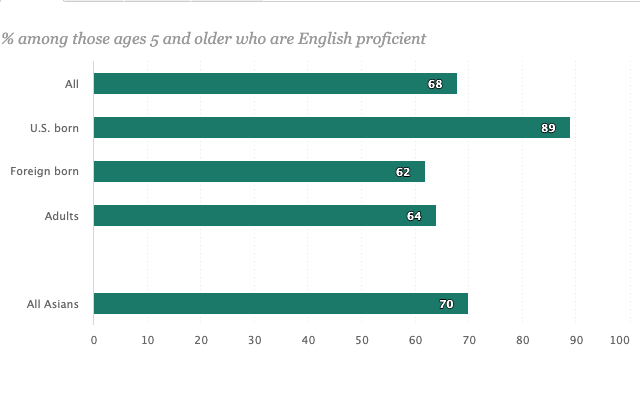 % among those ages 5 and older who are English proficient
All 68
U.S. born 89
Foreign born 62
Adults 64
All Asians 70
0 10 20 30 40 50 60 70 80 90 100